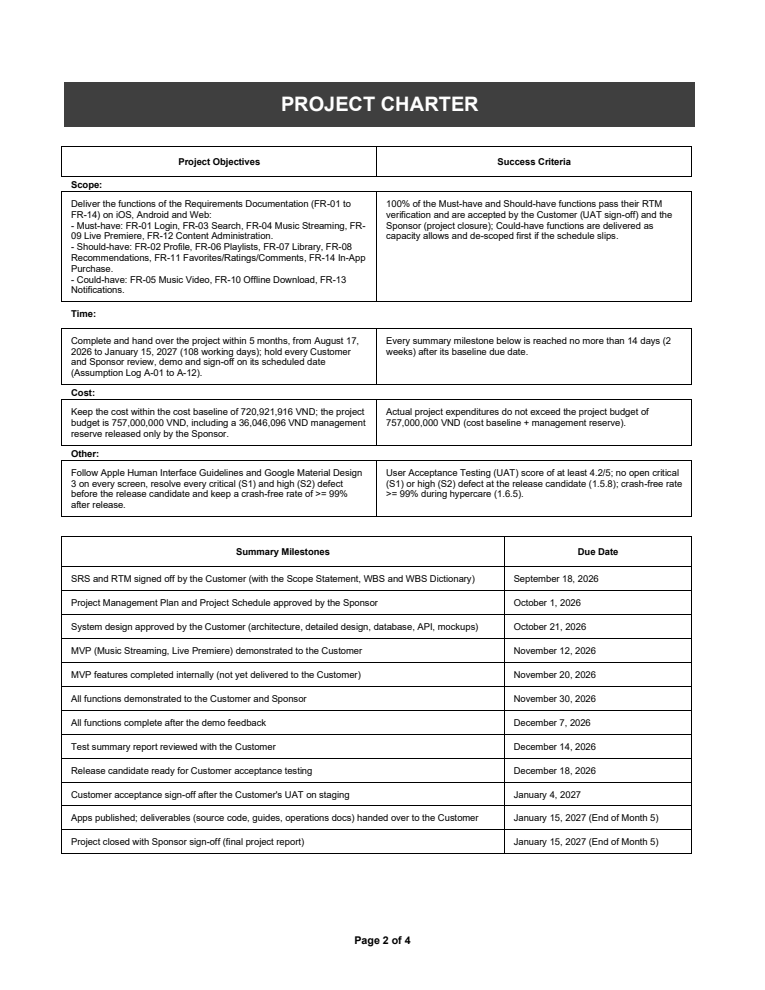 PROJECT CHARTER
Project Objectives
Success Criteria
Scope:
Deliver the functions of the Requirements Documentation (FR-01 to
FR-14) on iOS, Android and Web:
- Must-have: FR-01 Login, FR-03 Search, FR-04 Music Streaming, FR-
09 Live Premiere, FR-12 Content Administration.
- Should-have: FR-02 Profile, FR-06 Playlists, FR-07 Library, FR-08
Recommendations, FR-11 Favorites/Ratings/Comments, FR-14 In-App
Purchase.
- Could-have: FR-05 Music Video, FR-10 Offline Download, FR-13
Notifications.
100% of the Must-have and Should-have functions pass their RTM
verification and are accepted by the Customer (UAT sign-off) and the
Sponsor (project closure); Could-have functions are delivered as
capacity allows and de-scoped first if the schedule slips.
Time:
Complete and hand over the project within 5 months, from August 17,
2026 to January 15, 2027 (108 working days); hold every Customer
and Sponsor review, demo and sign-off on its scheduled date
(Assumption Log A-01 to A-12).
Every summary milestone below is reached no more than 14 days (2
weeks) after its baseline due date.
Cost:
Keep the cost within the cost baseline of 720,921,916 VND; the project
budget is 757,000,000 VND, including a 36,046,096 VND management
reserve released only by the Sponsor.
Actual project expenditures do not exceed the project budget of
757,000,000 VND (cost baseline + management reserve).
Other:
Follow Apple Human Interface Guidelines and Google Material Design
3 on every screen, resolve every critical (S1) and high (S2) defect
before the release candidate and keep a crash-free rate of >= 99%
after release.
User Acceptance Testing (UAT) score of at least 4.2/5; no open critical
(S1) or high (S2) defect at the release candidate (1.5.8); crash-free rate
>= 99% during hypercare (1.6.5).
Summary Milestones
Due Date
SRS and RTM signed off by the Customer (with the Scope Statement, WBS and WBS Dictionary)
September 18, 2026
Project Management Plan and Project Schedule approved by the Sponsor
October 1, 2026
System design approved by the Customer (architecture, detailed design, database, API, mockups)
October 21, 2026
MVP (Music Streaming, Live Premiere) demonstrated to the Customer
November 12, 2026
MVP features completed internally (not yet delivered to the Customer)
November 20, 2026
All functions demonstrated to the Customer and Sponsor
November 30, 2026
All functions complete after the demo feedback
December 7, 2026
Test summary report reviewed with the Customer
December 14, 2026
Release candidate ready for Customer acceptance testing
December 18, 2026
Customer acceptance sign-off after the Customer's UAT on staging
January 4, 2027
Apps published; deliverables (source code, guides, operations docs) handed over to the Customer
January 15, 2027 (End of Month 5)
Project closed with Sponsor sign-off (final project report)
January 15, 2027 (End of Month 5)
Page 2 of 4